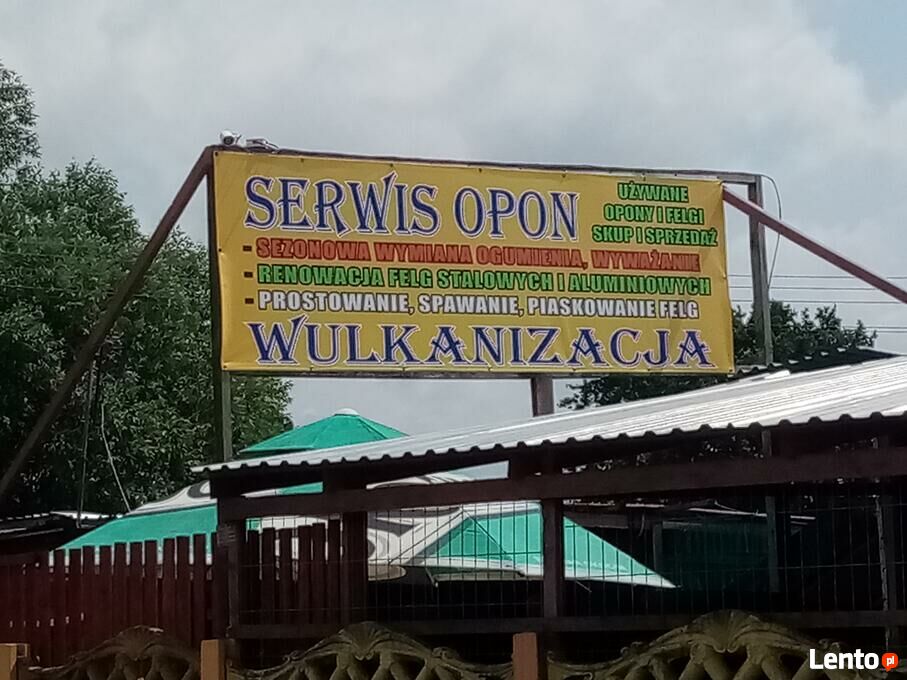 SERWIS OPON
UŻYWANE
OPONY I FELGI
SKUP I SPRZEDAŻ
- SEZONOWA WYMIANA OGUMIENIA, WYWAŻANIE
- RENOWACJA FELG STALOWYCH I ALUMINIOWYCH
- PROSTOWANIE, SPAWANIE, PIASKOWANIE FELG
WULKANIZACJA
Lento.pl